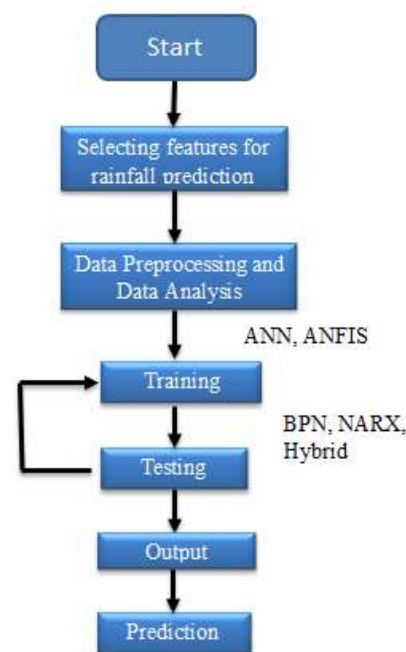 Start
Selecting features for
rainfall prediction
Data Preprocessing and
Data Analysis
ANN, ANFIS
Training
BPN, NARX,
Hybrid
Testing
Output
Prediction